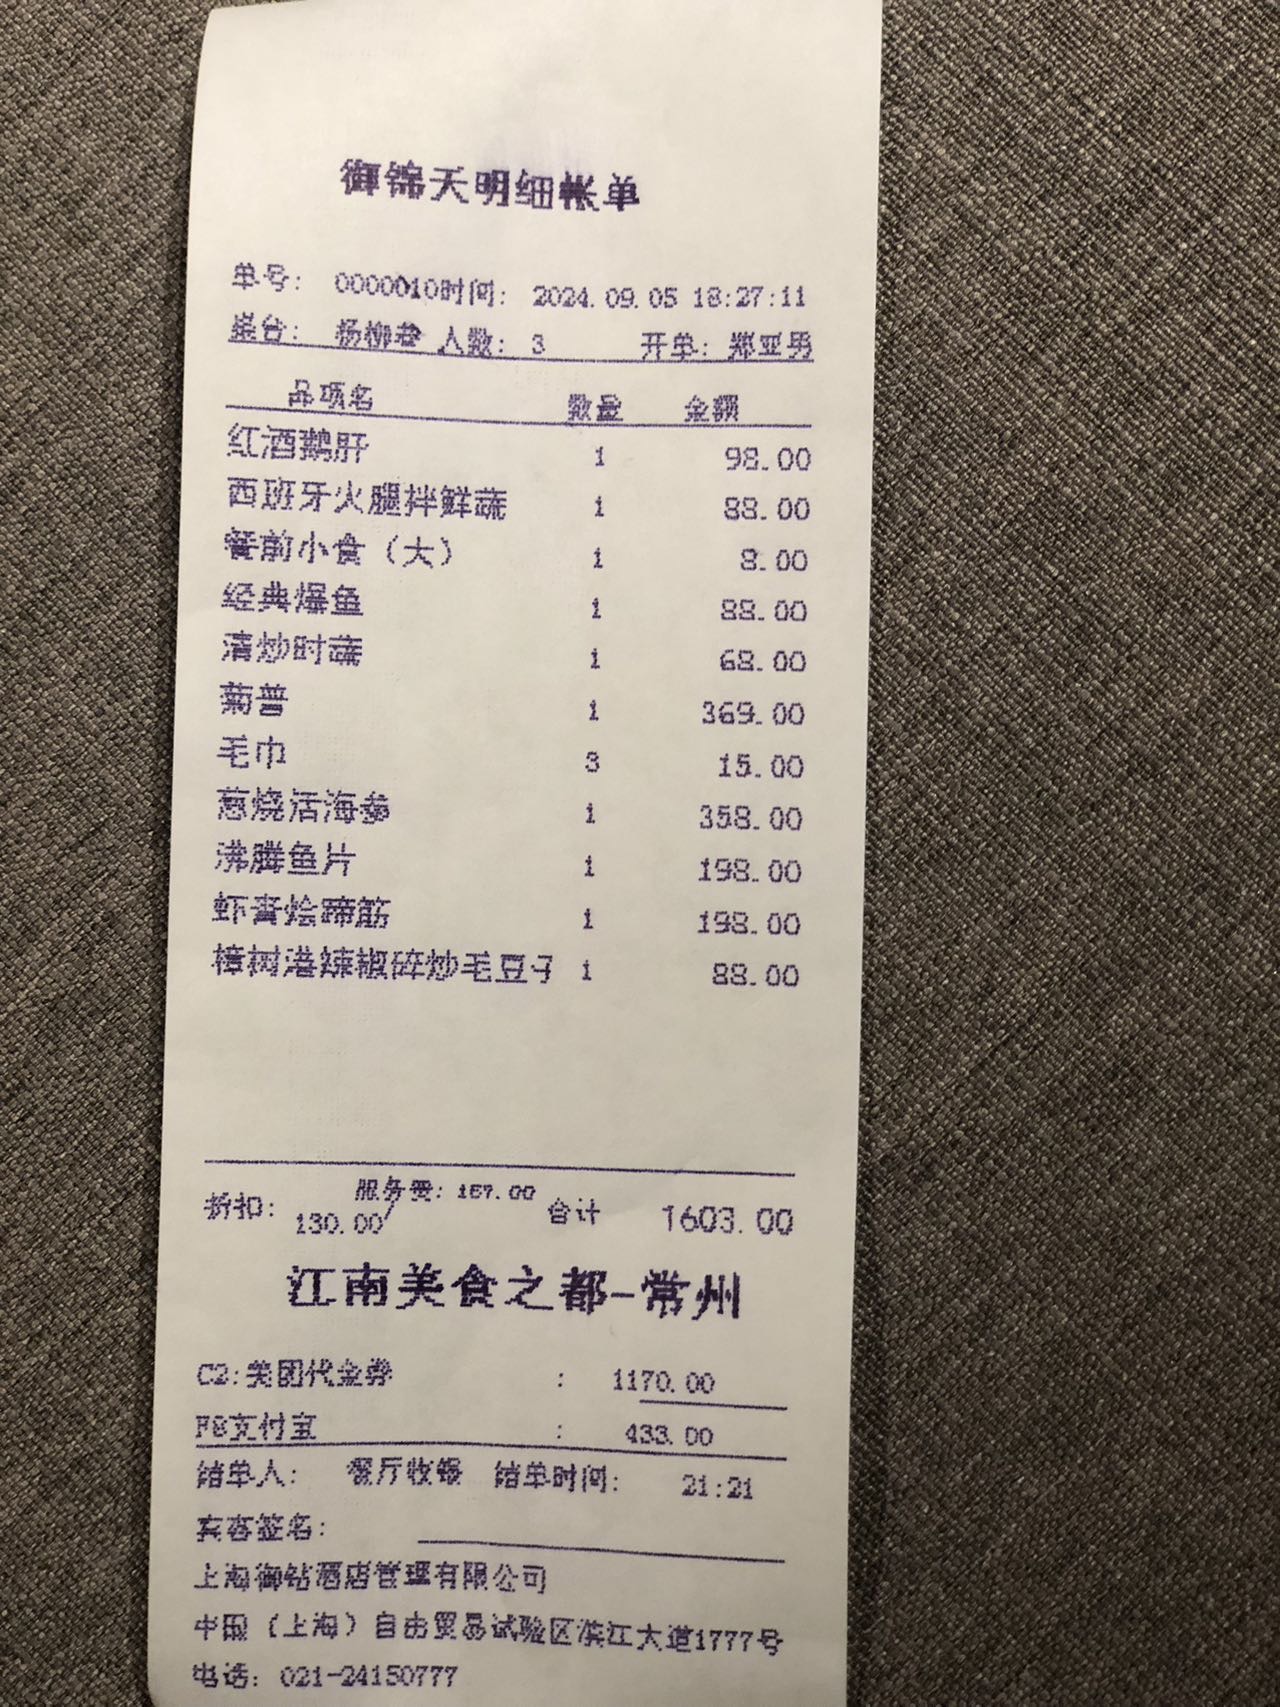 御锦天明细帐单
单号: 0000010时间: 2024.09.05 18:27:11
桌台: 杨柳巷 人数: 3 开单: 郑亚男
品项名 数量 金额
红酒鹅肝 1 98.00
西班牙火腿拌鲜蔬 1 88.00
餐前小食（大） 1 8.00
经典爆鱼 1 88.00
清炒时蔬 1 68.00
菊普 1 369.00
毛巾 3 15.00
葱烧活海参 1 358.00
沸腾鱼片 1 198.00
虾膏烩蹄筋 1 198.00
樟树港辣椒碎炒毛豆子 1 88.00
服务费: 157.00
折扣: 130.00/ 合计 1603.00
江南美食之都-常州
C2:美团代金券 : 1170.00
F8支付宝 : 433.00
结单人: 餐厅收银 结单时间: 21:21
宾客签名:
上海御钻酒店管理有限公司
中国（上海）自由贸易试验区滨江大道1777号
电话: 021-24150777